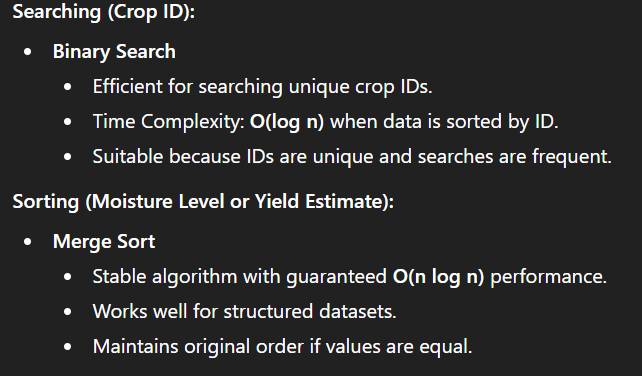 Searching (Crop ID):
• Binary Search
• Efficient for searching unique crop IDs.
• Time Complexity: O(log n) when data is sorted by ID.
• Suitable because IDs are unique and searches are frequent.
Sorting (Moisture Level or Yield Estimate):
• Merge Sort
• Stable algorithm with guaranteed O(n log n) performance.
• Works well for structured datasets.
• Maintains original order if values are equal.